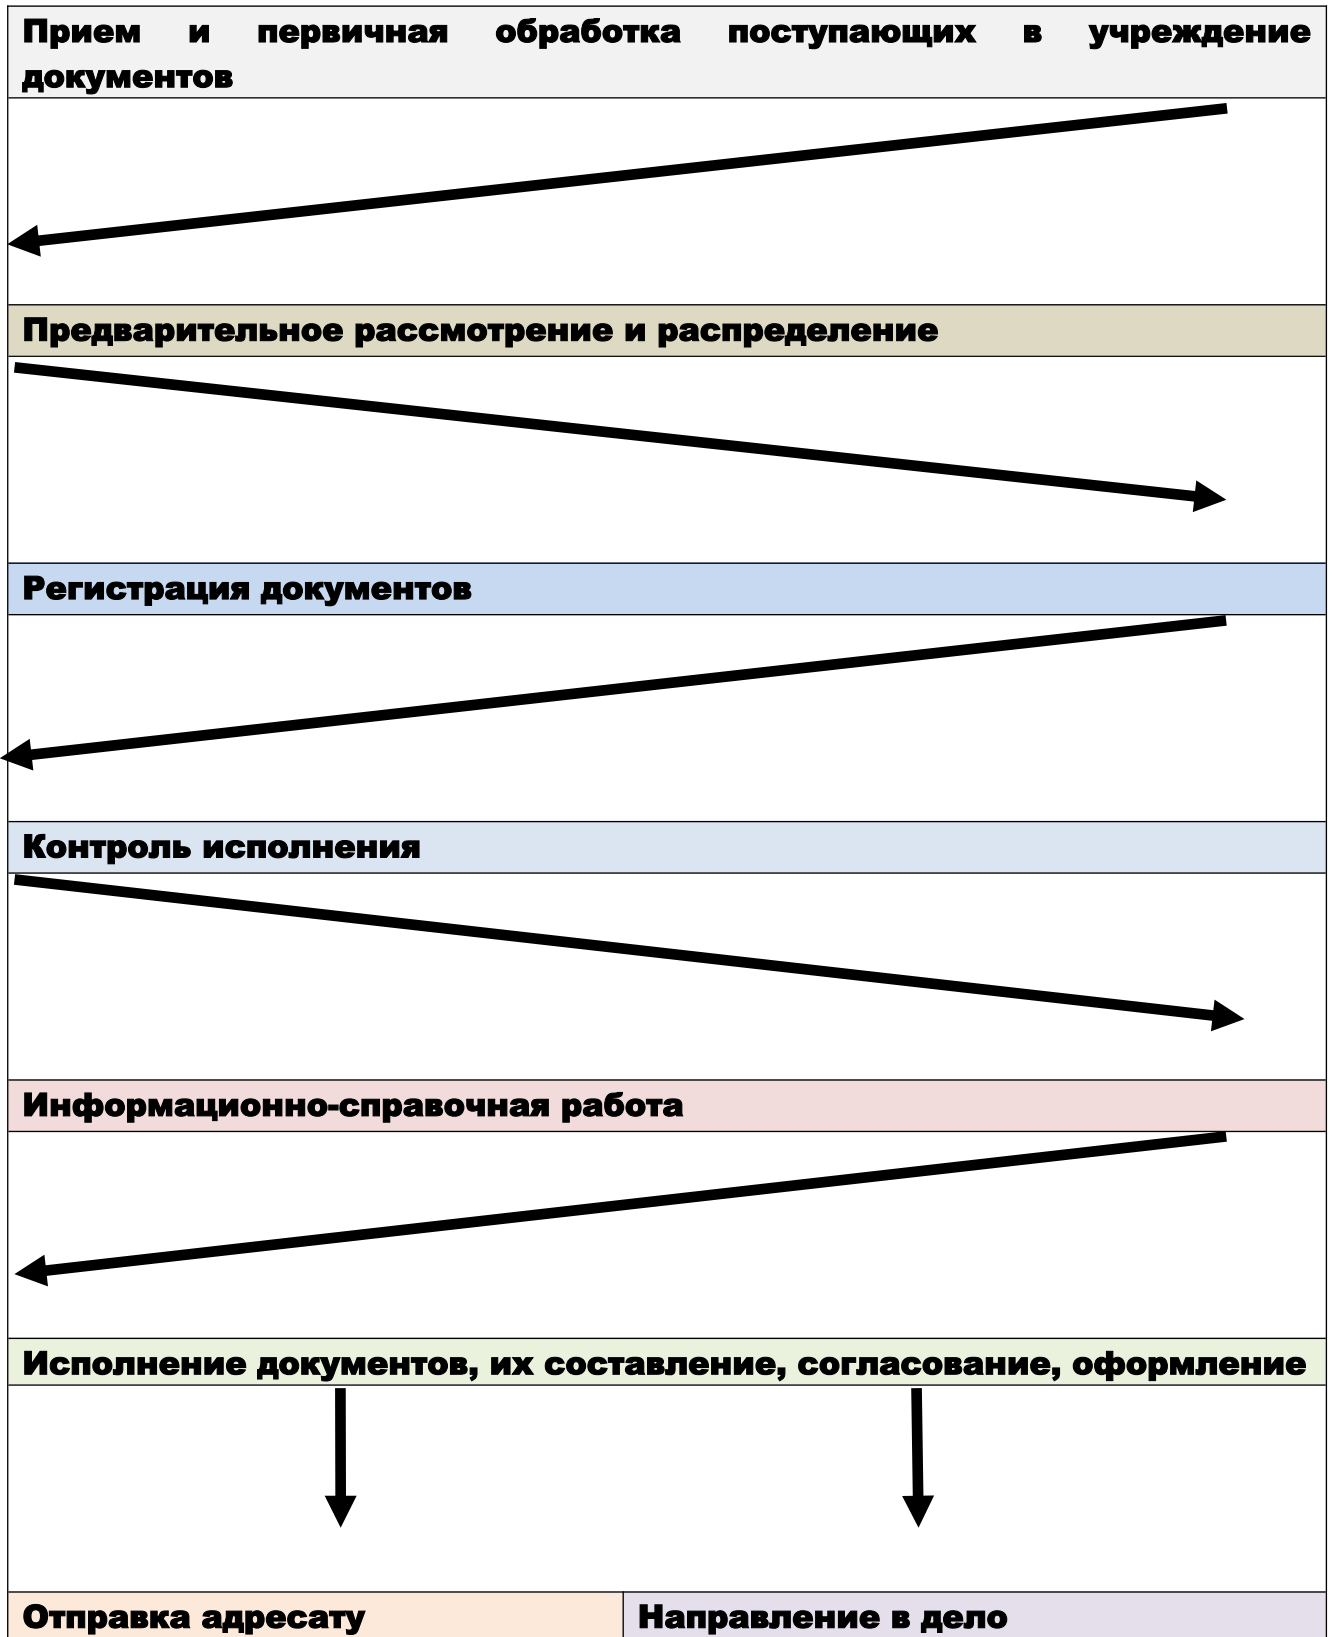 Прием и первичная обработка поступающих в учреждение
документов
Предварительное рассмотрение и распределение
Регистрация документов
Контроль исполнения
Информационно-справочная работа
Исполнение документов, их составление, согласование, оформление
Отправка адресату
Направление в дело